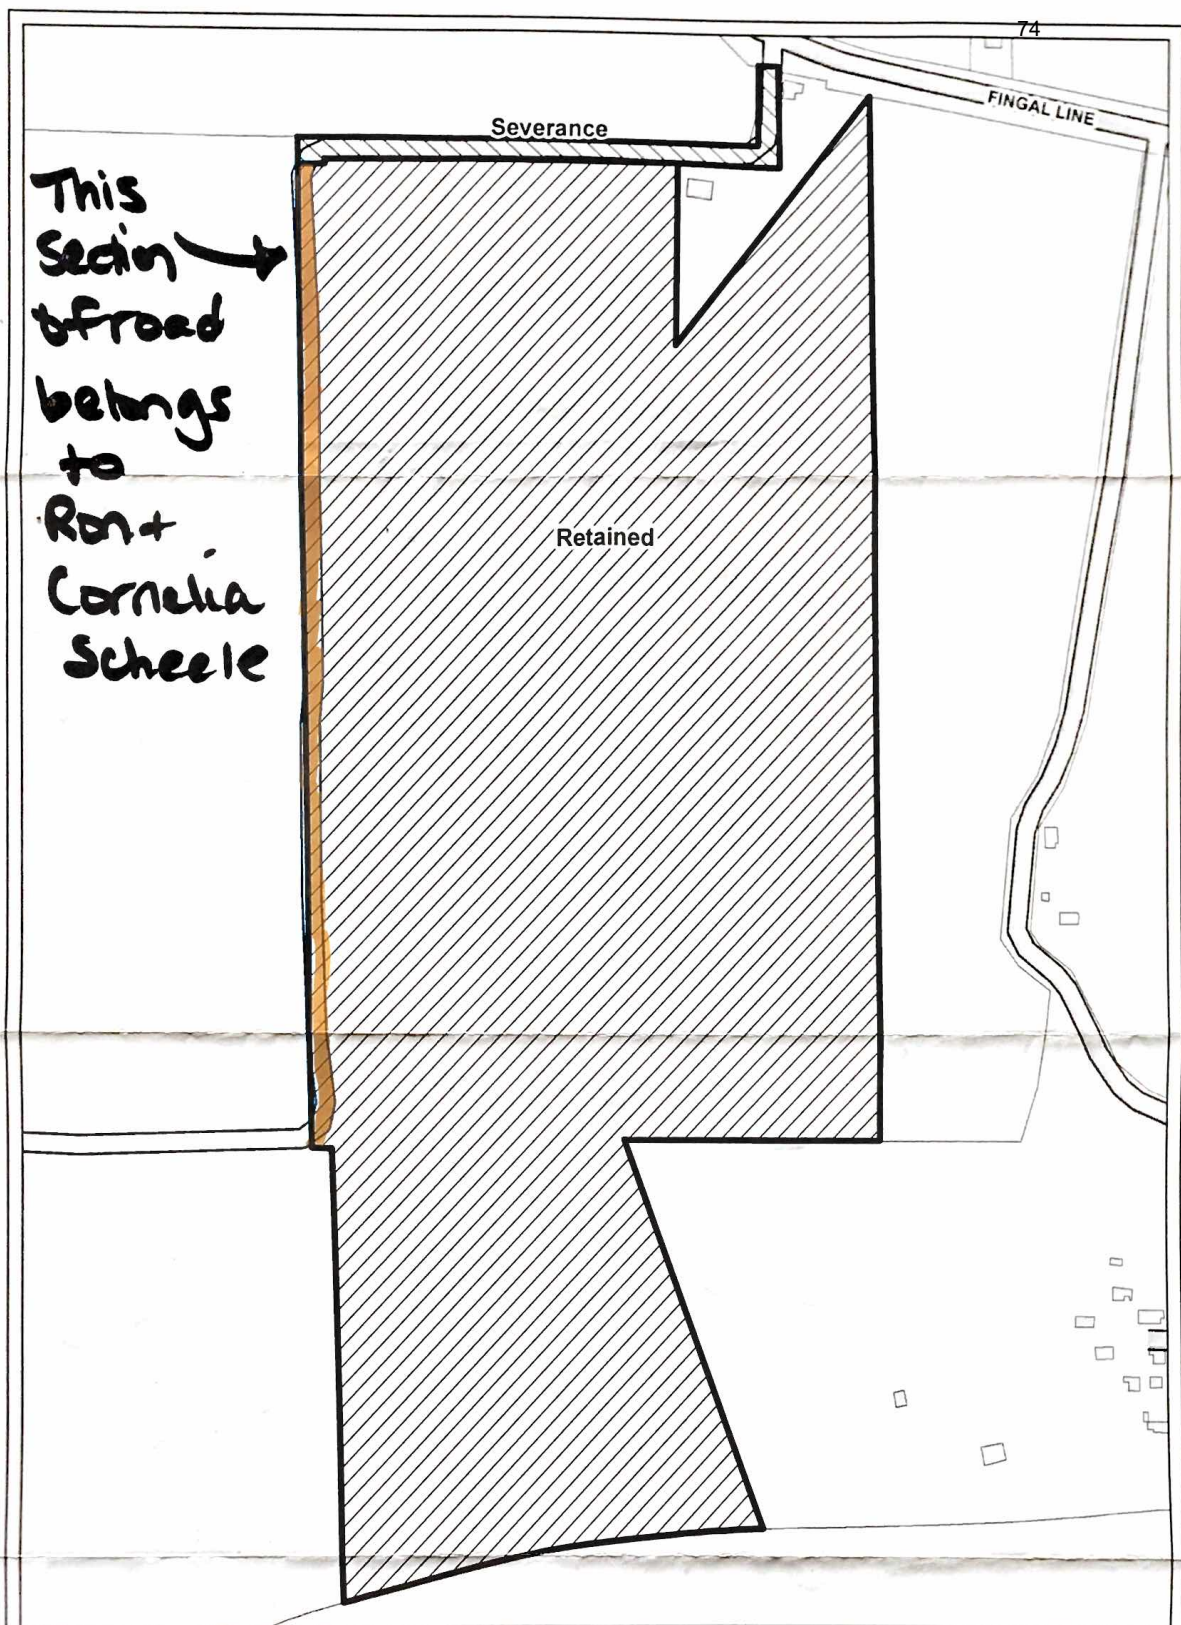 74
FINGAL LINE
Severance
This
Section
of road
belongs
to
Ron +
Cornelia
Scheele
Retained